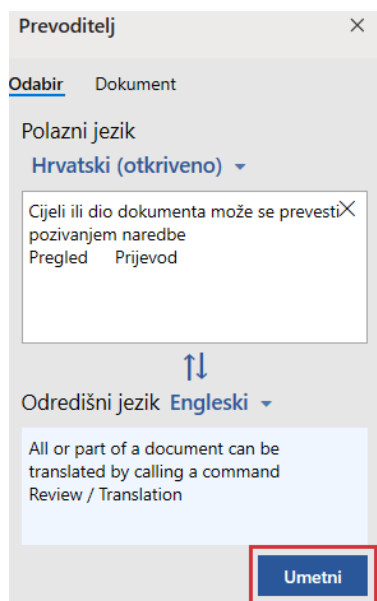 Prevoditelj
Odabir Dokument
Polazni jezik
Hrvatski (otkriveno)
Cijeli ili dio dokumenta može se prevesti
pozivanjem naredbe
Pregled Prijevod
Odredišni jezik Engleski
All or part of a document can be
translated by calling a command
Review / Translation
Umetni